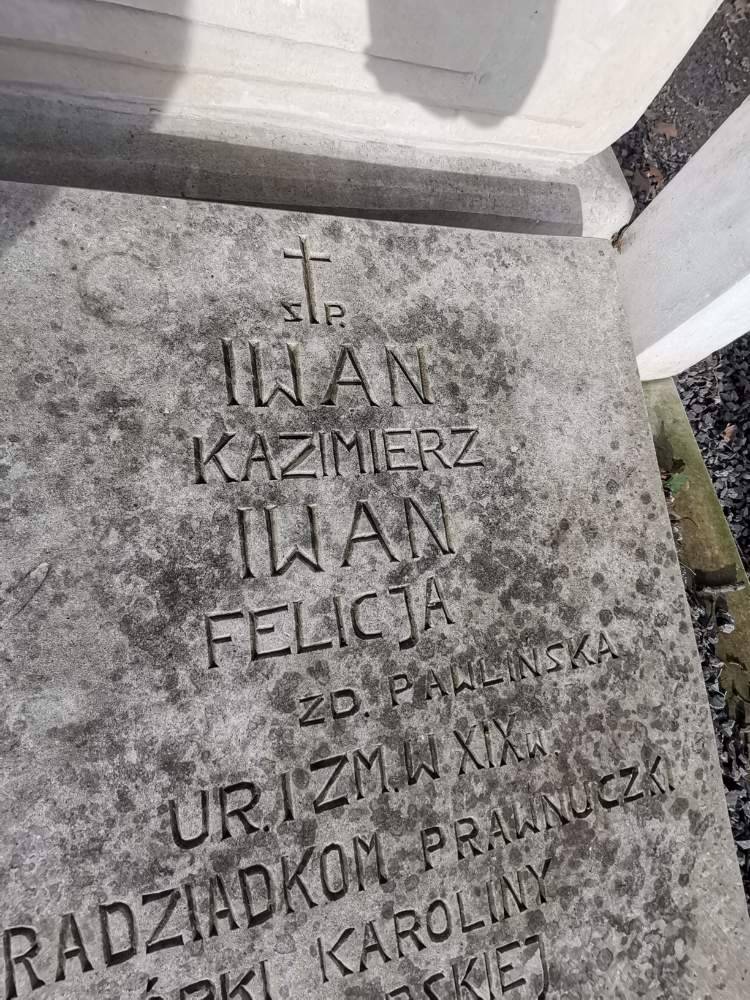 Ś P.
IWAN
KAZIMIERZ
IWAN
FELICJA
ZD. PAWLIŃSKA
UR. I ZM. W XIX W.
PRADZIADKOM PRAWNUCZKI
KAROLINY